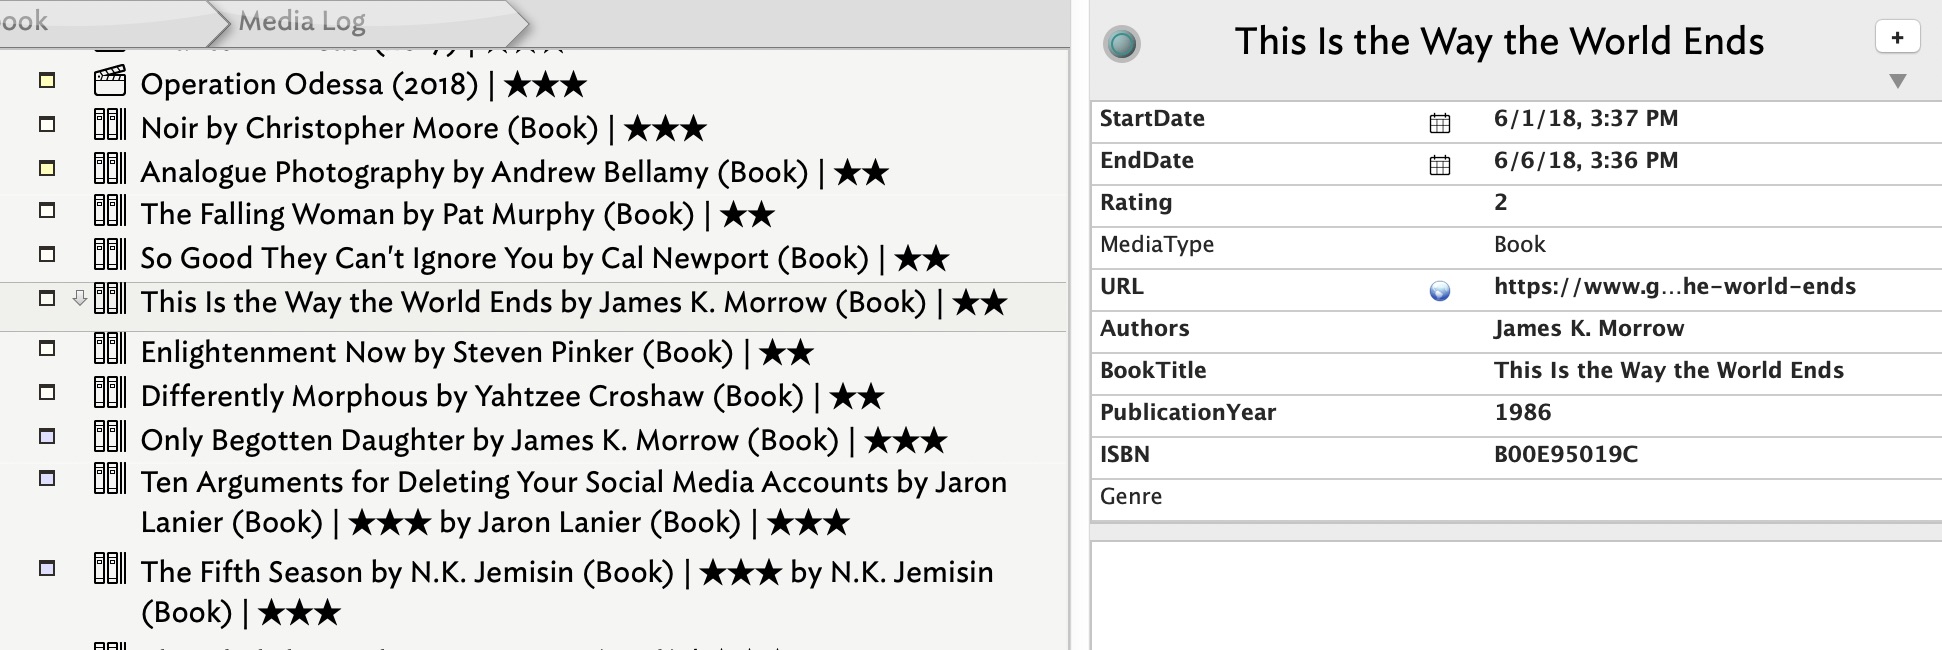 ook
Media Log
Operation Odessa (2018) | ★★★
Noir by Christopher Moore (Book) | ★★★
Analogue Photography by Andrew Bellamy (Book) | ★★
The Falling Woman by Pat Murphy (Book) | ★★
So Good They Can't Ignore You by Cal Newport (Book) | ★★
This Is the Way the World Ends by James K. Morrow (Book) | ★★
Enlightenment Now by Steven Pinker (Book) | ★★
Differently Morphous by Yahtzee Croshaw (Book) | ★★
Only Begotten Daughter by James K. Morrow (Book) | ★★★
Ten Arguments for Deleting Your Social Media Accounts by Jaron
Lanier (Book) | ★★★ by Jaron Lanier (Book) | ★★★
The Fifth Season by N.K. Jemisin (Book) | ★★★ by N.K. Jemisin
(Book) | ★★★
This Is the Way the World Ends
+
StartDate 6/1/18, 3:37 PM
EndDate 6/6/18, 3:36 PM
Rating 2
MediaType Book
URL https://www.g...he-world-ends
Authors James K. Morrow
BookTitle This Is the Way the World Ends
PublicationYear 1986
ISBN B00E95019C
Genre